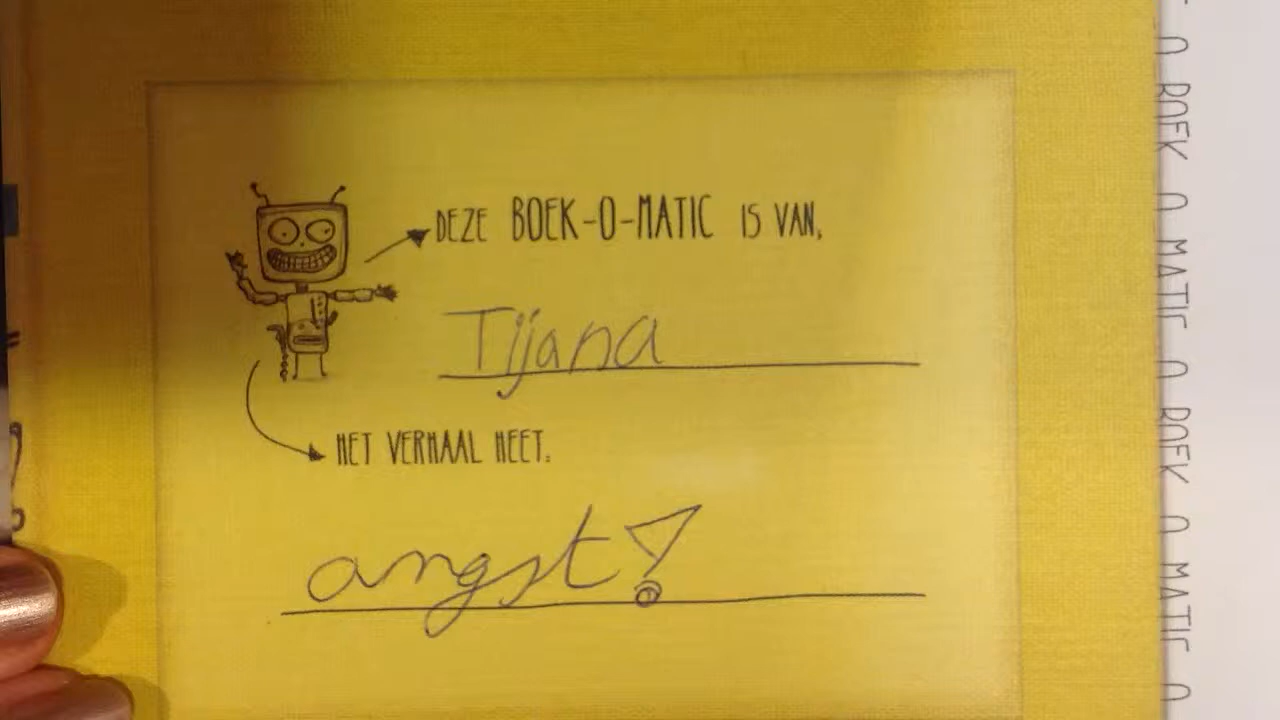 DEZE BOEK-O-MATIC IS VAN,
Tijana
HET VERHAAL HEET:
angst!
BOEK O MATIC O BOEK O MATIC O